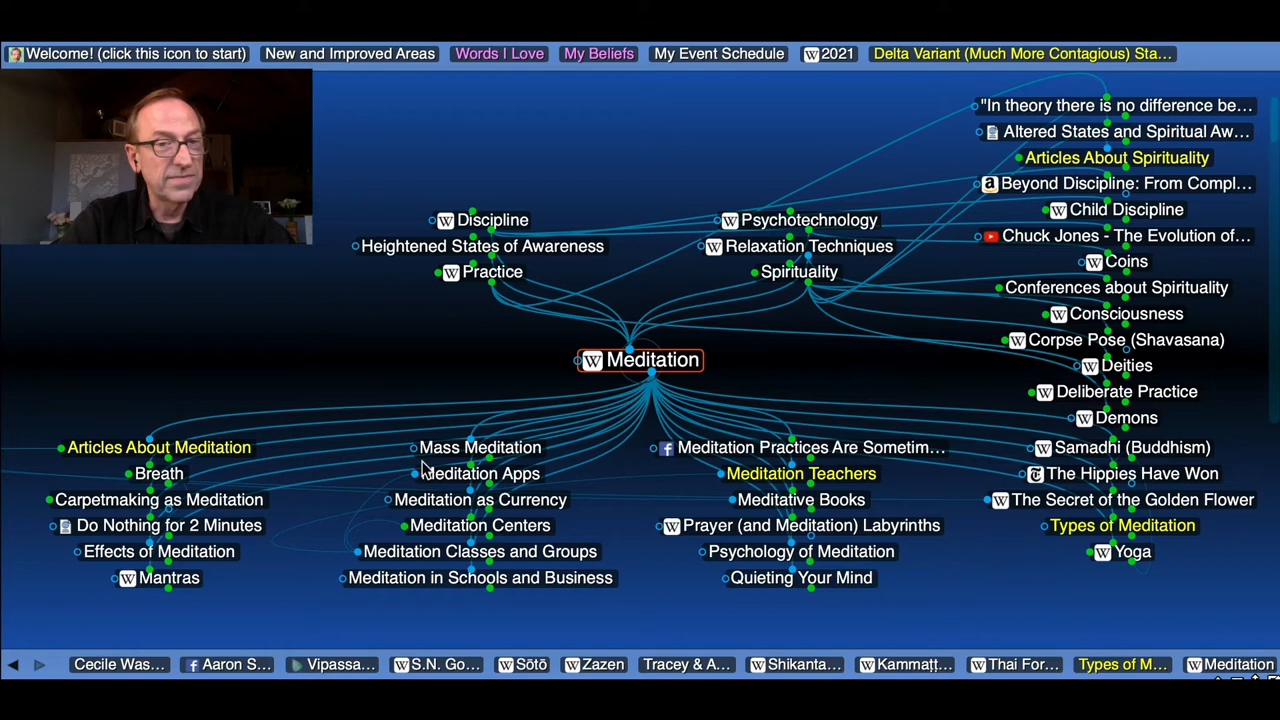 Welcome! (click this icon to start) New and Improved Areas Words I Love My Beliefs My Event Schedule W 2021 Delta Variant (Much More Contagious) Sta...
"In theory there is no difference be...
Altered States and Spiritual Aw...
Articles About Spirituality
a Beyond Discipline: From Compl...
W Child Discipline
Chuck Jones - The Evolution of...
W Coins
Conferences about Spirituality
W Consciousness
W Corpse Pose (Shavasana)
W Deities
W Deliberate Practice
W Demons
W Discipline
Heightened States of Awareness
W Practice
W Psychotechnology
W Relaxation Techniques
Spirituality
W Meditation
Articles About Meditation
Breath
Carpetmaking as Meditation
Do Nothing for 2 Minutes
Effects of Meditation
W Mantras
Mass Meditation
Meditation Apps
Meditation as Currency
Meditation Centers
Meditation Classes and Groups
Meditation in Schools and Business
f Meditation Practices Are Sometim...
Meditation Teachers
Meditative Books
W Prayer (and Meditation) Labyrinths
Psychology of Meditation
Quieting Your Mind
W Samadhi (Buddhism)
T The Hippies Have Won
W The Secret of the Golden Flower
Types of Meditation
W Yoga
Cecile Was... f Aaron S... Vipassa... W S.N. Go... W Sōtō W Zazen Tracey & A... W Shikanta... W Kammaṭṭ... W Thai For... Types of M... W Meditation